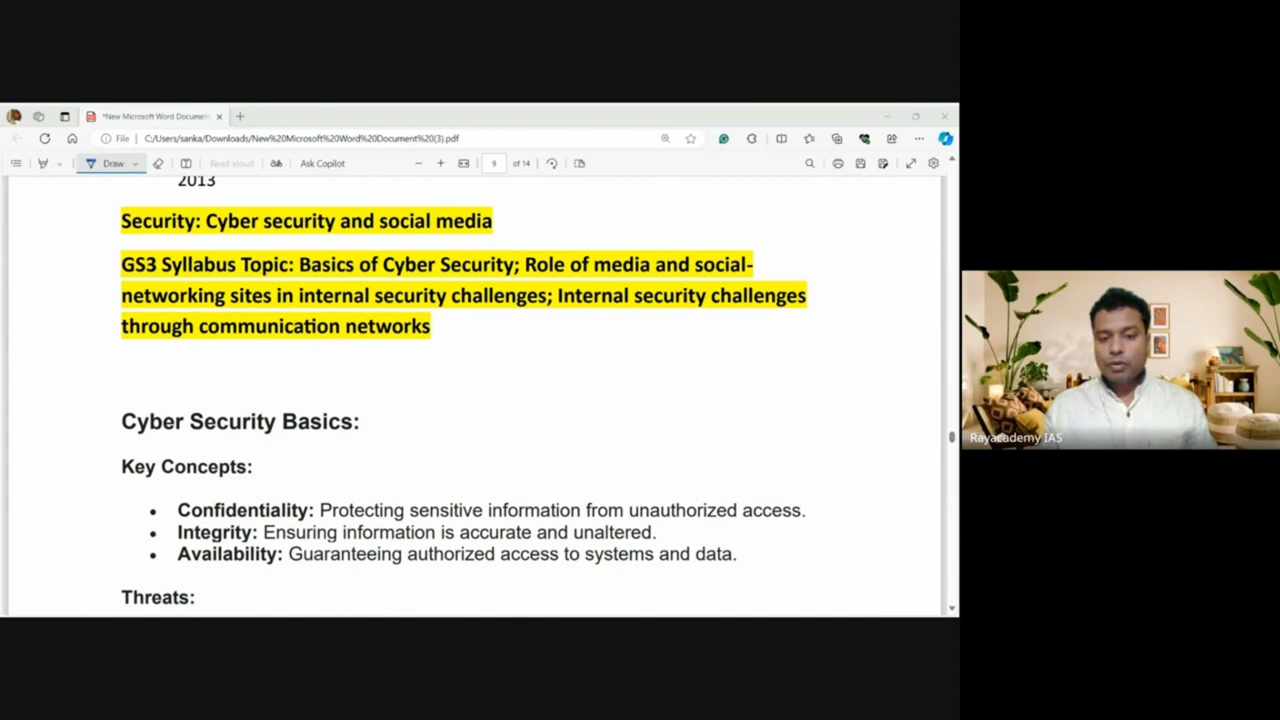 *New Microsoft Word Documen
File
C:/Users/sanka/Downloads/New%20Microsoft%20Word%20Document%20(3).pdf
Draw
Read aloud
Ask Copilot
9
of 14
2013
Security: Cyber security and social media
GS3 Syllabus Topic: Basics of Cyber Security; Role of media and social-
networking sites in internal security challenges; Internal security challenges
through communication networks
Cyber Security Basics:
Key Concepts:
• Confidentiality: Protecting sensitive information from unauthorized access.
• Integrity: Ensuring information is accurate and unaltered.
• Availability: Guaranteeing authorized access to systems and data.
Threats:
Rayacademy IAS